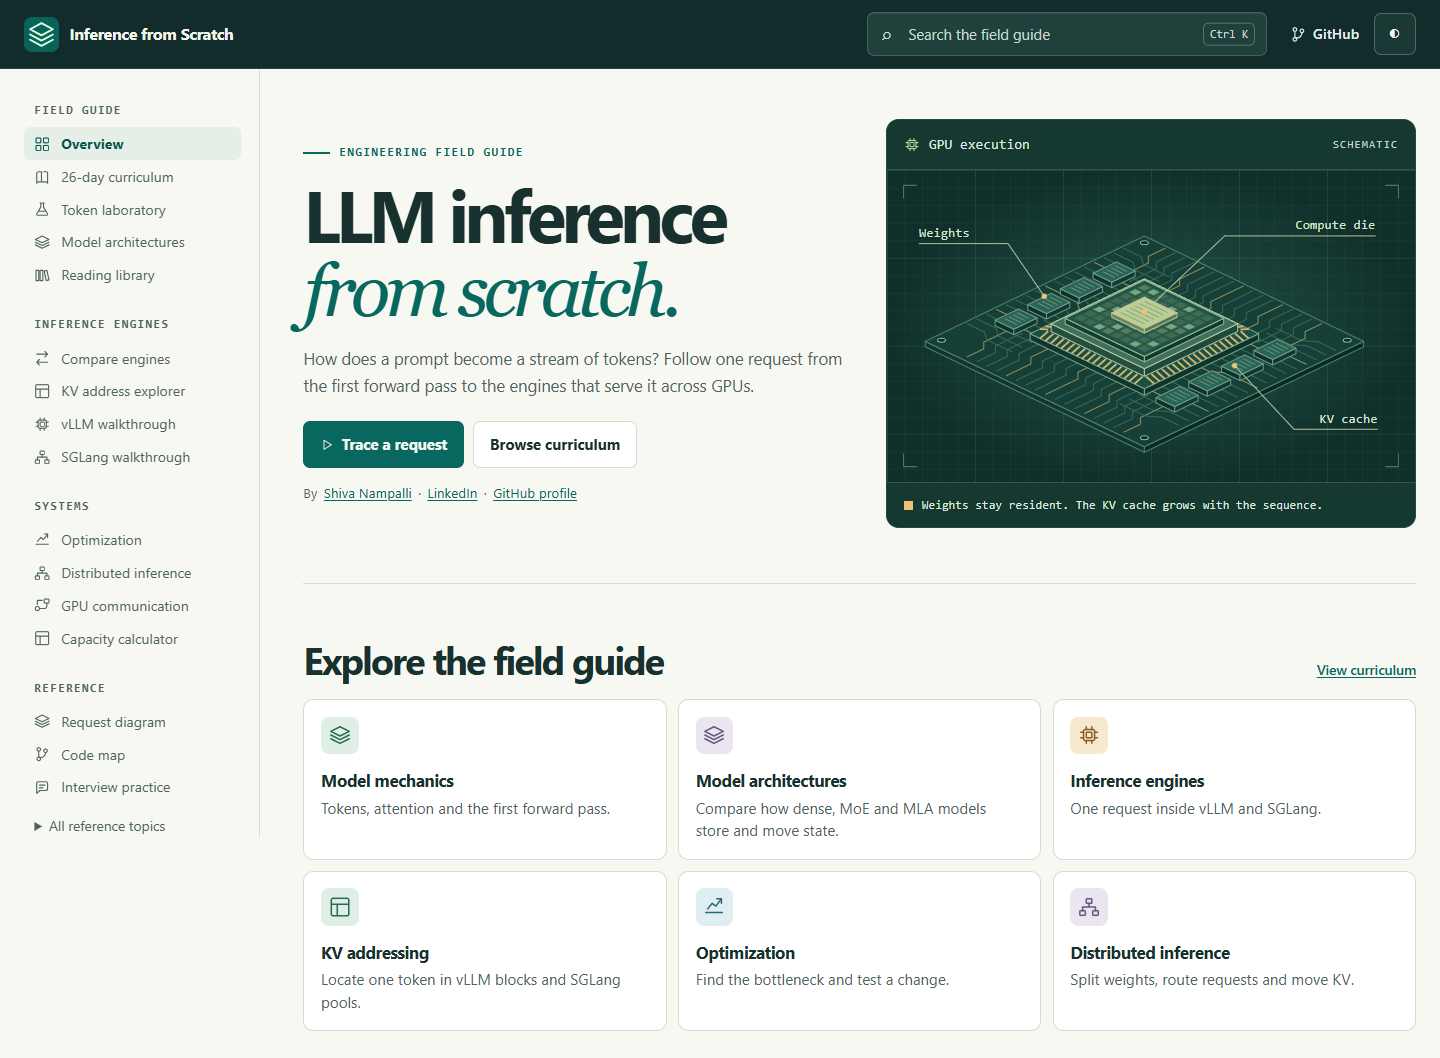 Inference from Scratch
Search the field guide
Ctrl K
GitHub
FIELD GUIDE
Overview
26-day curriculum
Token laboratory
Model architectures
Reading library
INFERENCE ENGINES
Compare engines
KV address explorer
vLLM walkthrough
SGLang walkthrough
SYSTEMS
Optimization
Distributed inference
GPU communication
Capacity calculator
REFERENCE
Request diagram
Code map
Interview practice
All reference topics
ENGINEERING FIELD GUIDE
LLM inference
from scratch.
How does a prompt become a stream of tokens? Follow one request from
the first forward pass to the engines that serve it across GPUs.
Trace a request
Browse curriculum
By Shiva Nampalli · LinkedIn · GitHub profile
GPU execution
SCHEMATIC
Weights
Compute die
KV cache
Weights stay resident. The KV cache grows with the sequence.
Explore the field guide
View curriculum
Model mechanics
Tokens, attention and the first forward pass.
Model architectures
Compare how dense, MoE and MLA models
store and move state.
Inference engines
One request inside vLLM and SGLang.
KV addressing
Locate one token in vLLM blocks and SGLang
pools.
Optimization
Find the bottleneck and test a change.
Distributed inference
Split weights, route requests and move KV.